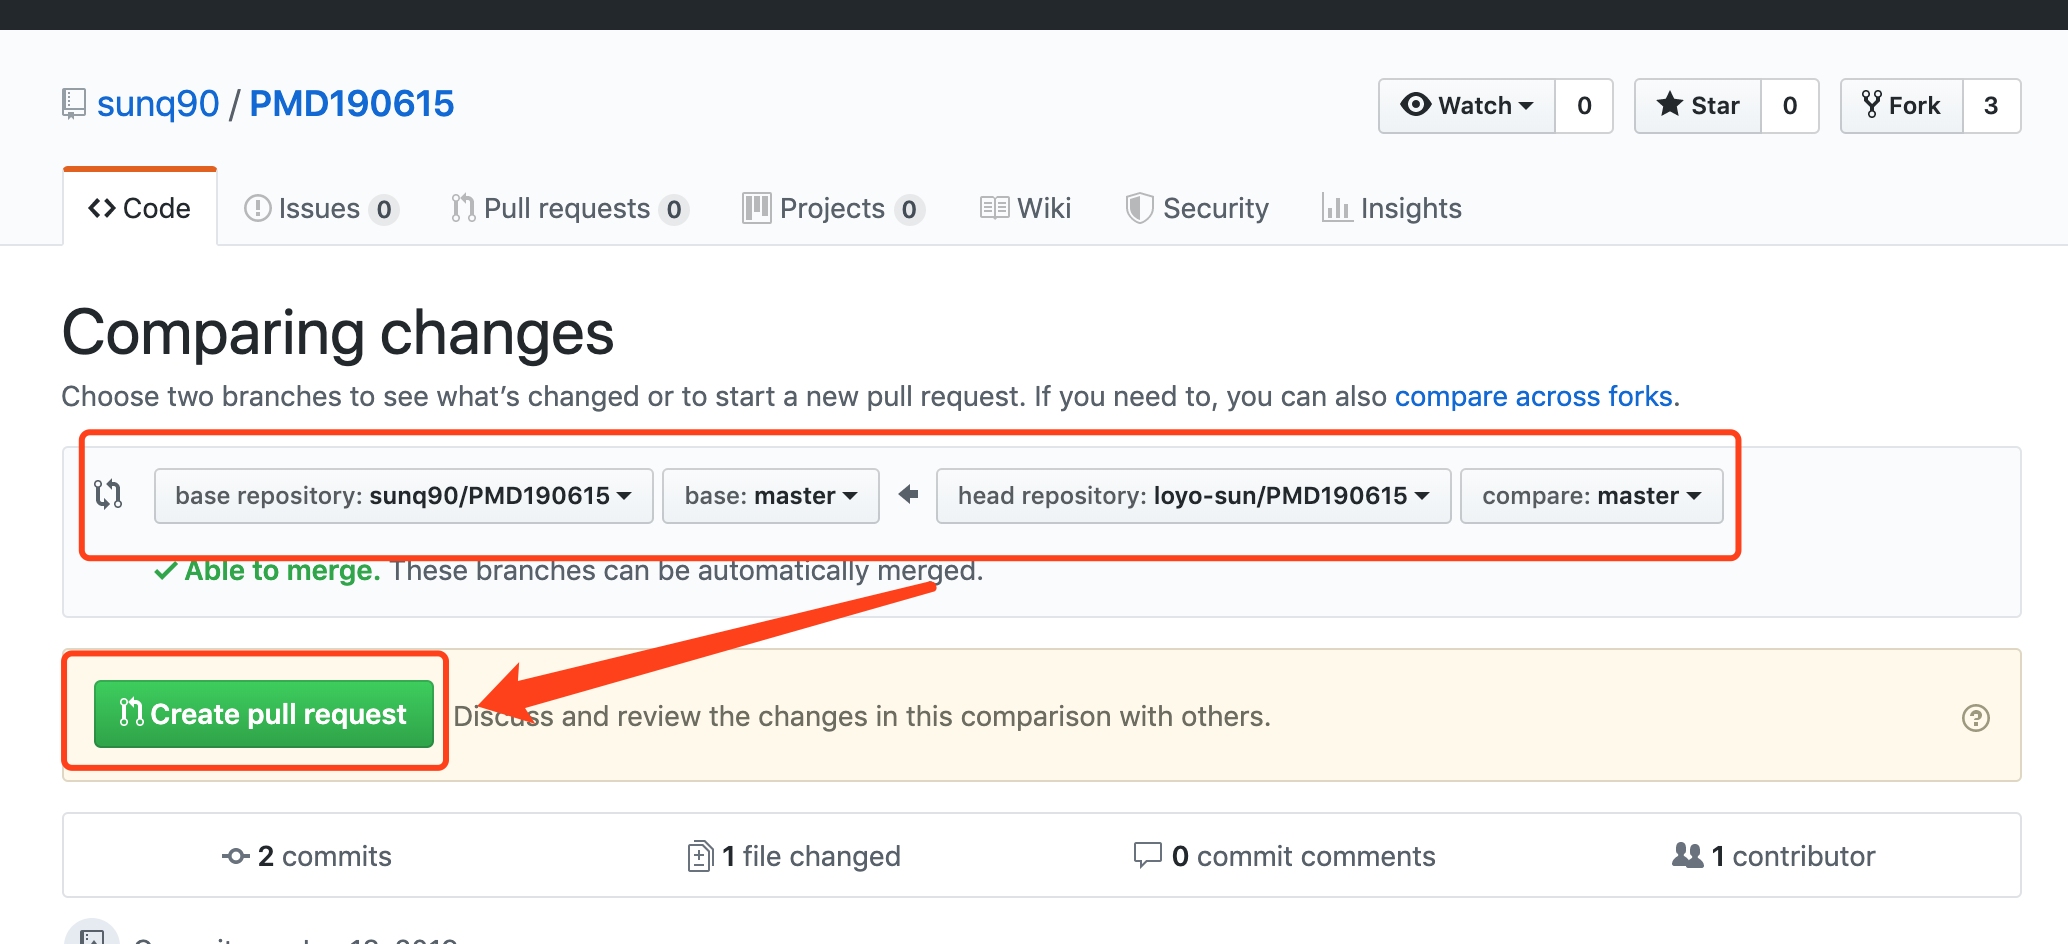 sunq90 / PMD190615
Watch 0 Star 0 Fork 3
Code Issues 0 Pull requests 0 Projects 0 Wiki Security Insights
Comparing changes
Choose two branches to see what’s changed or to start a new pull request. If you need to, you can also compare across forks.
base repository: sunq90/PMD190615 base: master head repository: loyo-sun/PMD190615 compare: master
Able to merge. These branches can be automatically merged.
Create pull request Discuss and review the changes in this comparison with others.
2 commits 1 file changed 0 commit comments 1 contributor